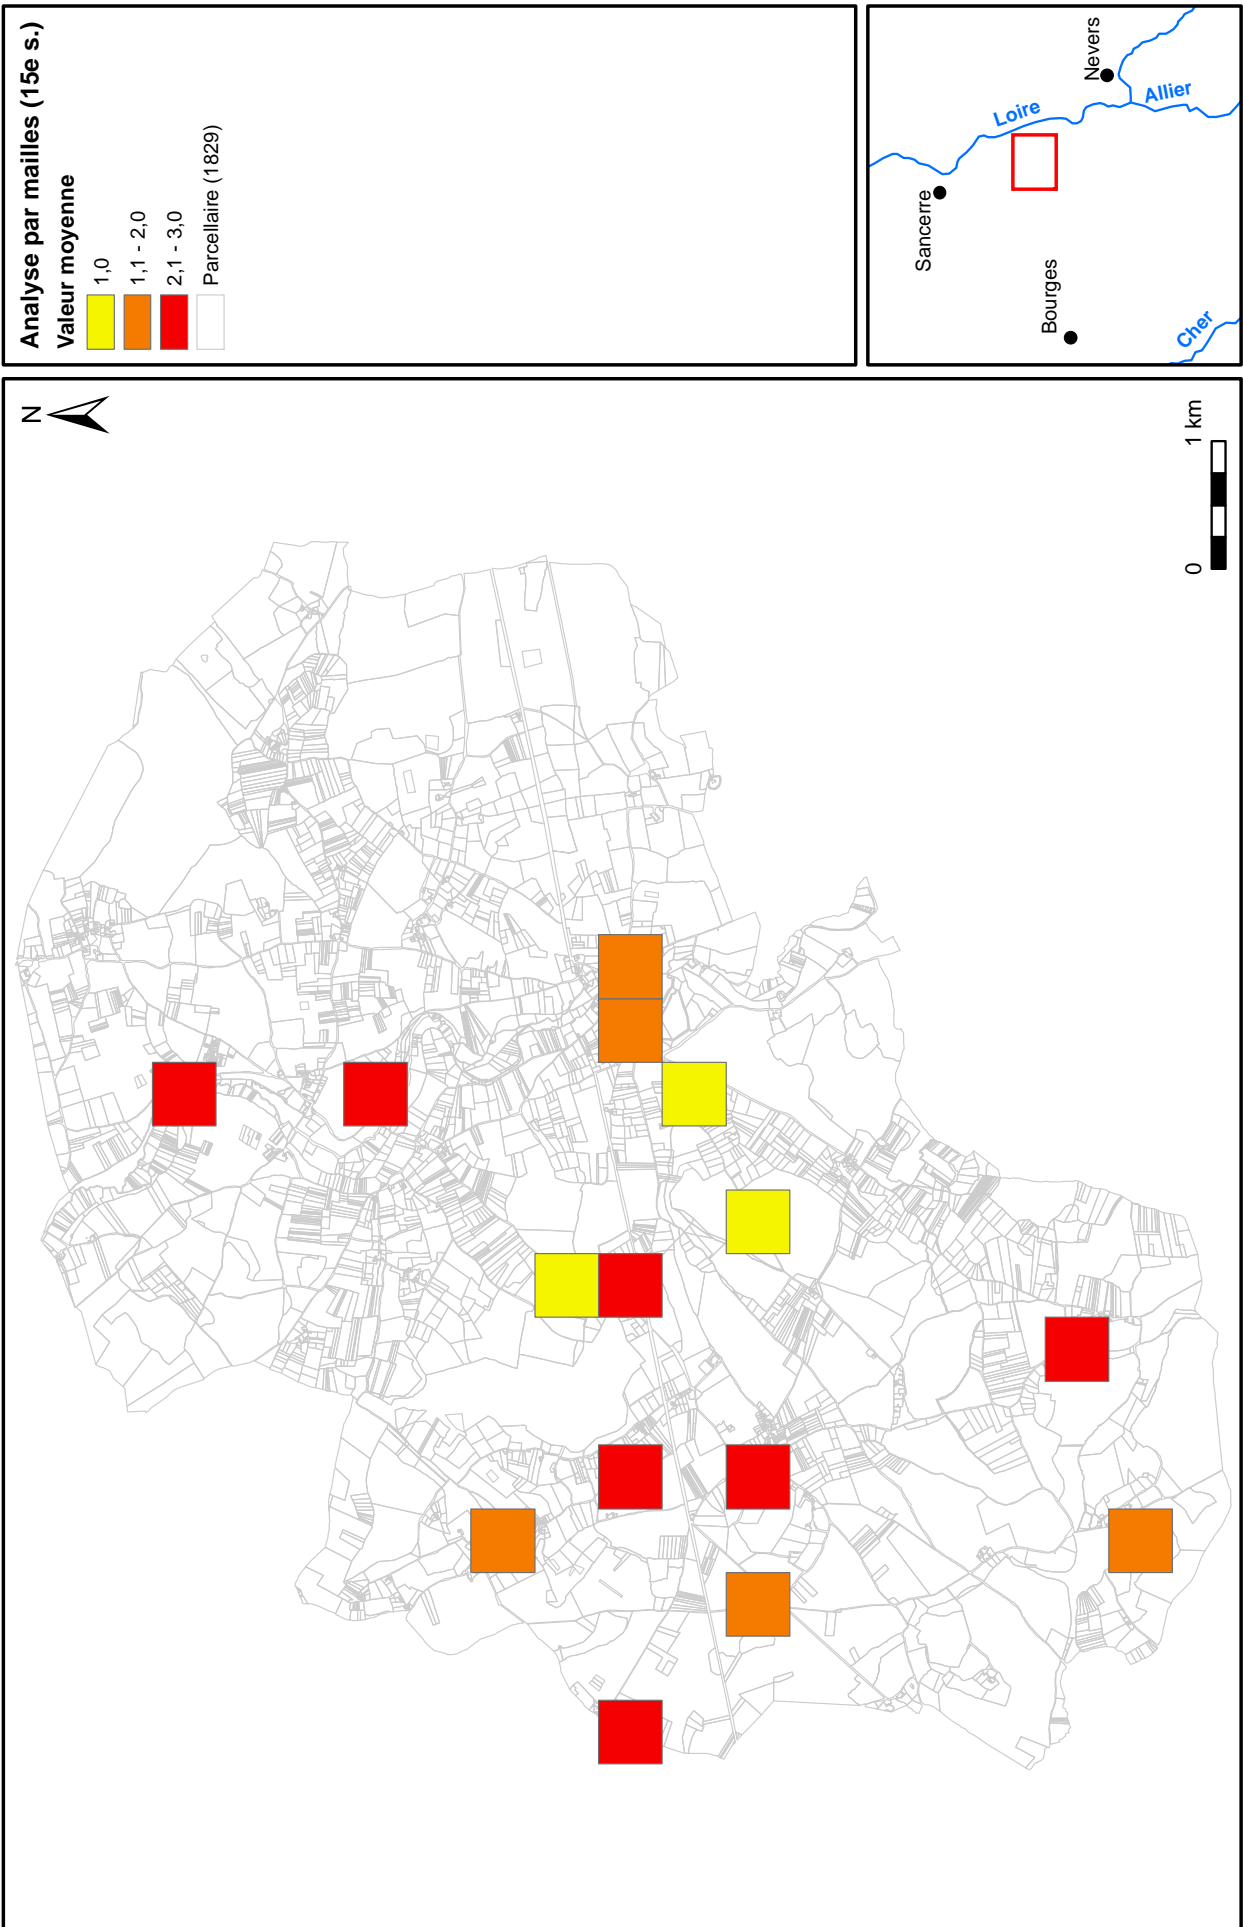 Analyse par mailles (15e s.)
Valeur moyenne
1,0
1,1 - 2,0
2,1 - 3,0
Parcellaire (1829)
N
0 1 km
Sancerre
Loire
Nevers
Allier
Bourges
Cher